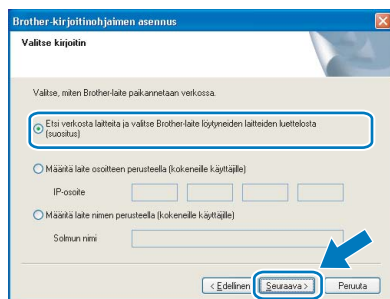 Brother-kirjoitinohjaimen asennus
Valitse kirjoitin
Valitse, miten Brother-laite paikannetaan verkossa.
Etsi verkosta laitteita ja valitse Brother-laite löytyneiden laitteiden luettelosta
(suositus)
Määritä laite osoitteen perusteella (kokeneille käyttäjille)
IP-osoite
Määritä laite nimen perusteella (kokeneille käyttäjille)
Solmun nimi
< Edellinen Seuraava > Peruuta